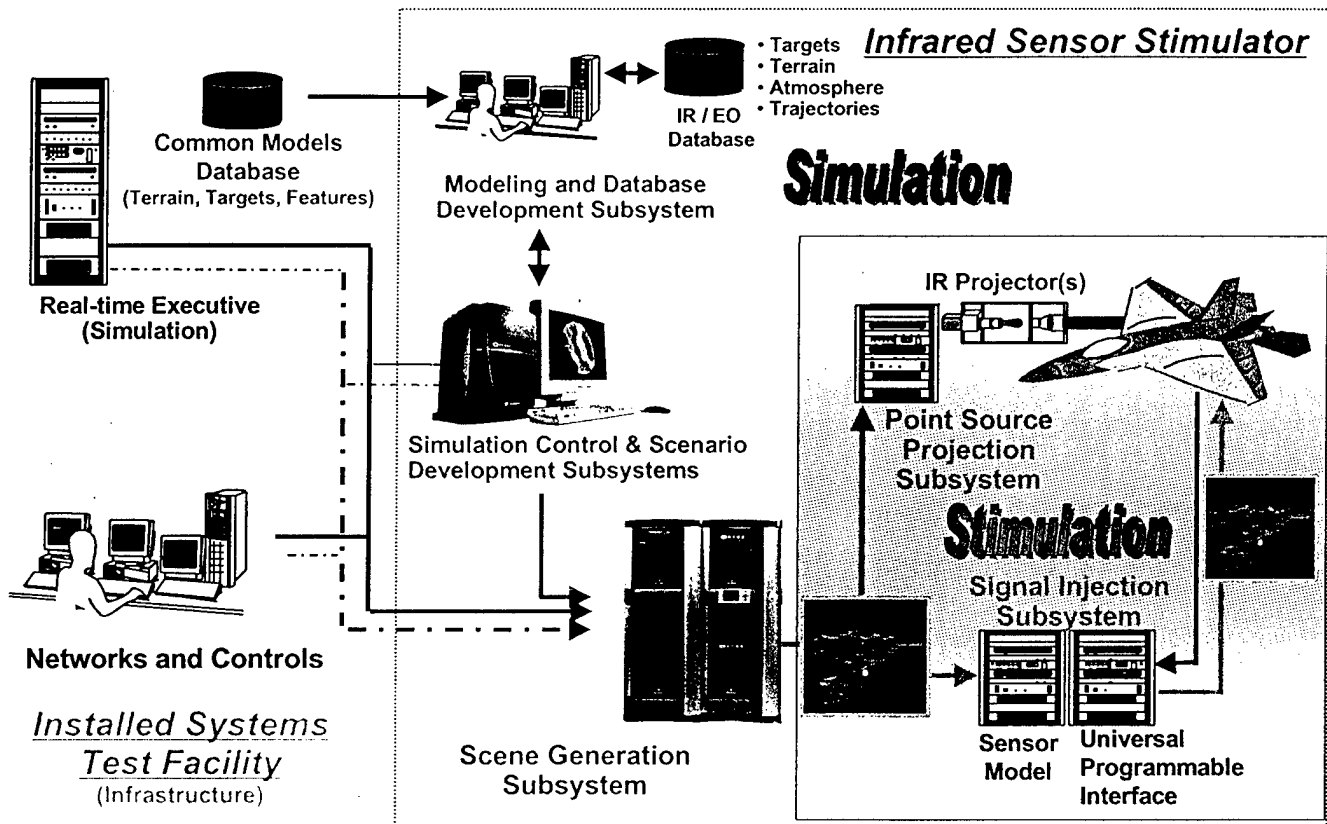 Infrared Sensor Stimulator
• Targets
• Terrain
• Atmosphere
• Trajectories
IR / EO
Database
Common Models
Database
(Terrain, Targets, Features)
Modeling and Database
Development Subsystem
Simulation
Real-time Executive
(Simulation)
IR Projector(s)
Point Source
Projection
Subsystem
Simulation Control & Scenario
Development Subsystems
Stimulation
Signal Injection
Subsystem
Networks and Controls
Installed Systems
Test Facility
(Infrastructure)
Scene Generation
Subsystem
Sensor
Model
Universal
Programmable
Interface